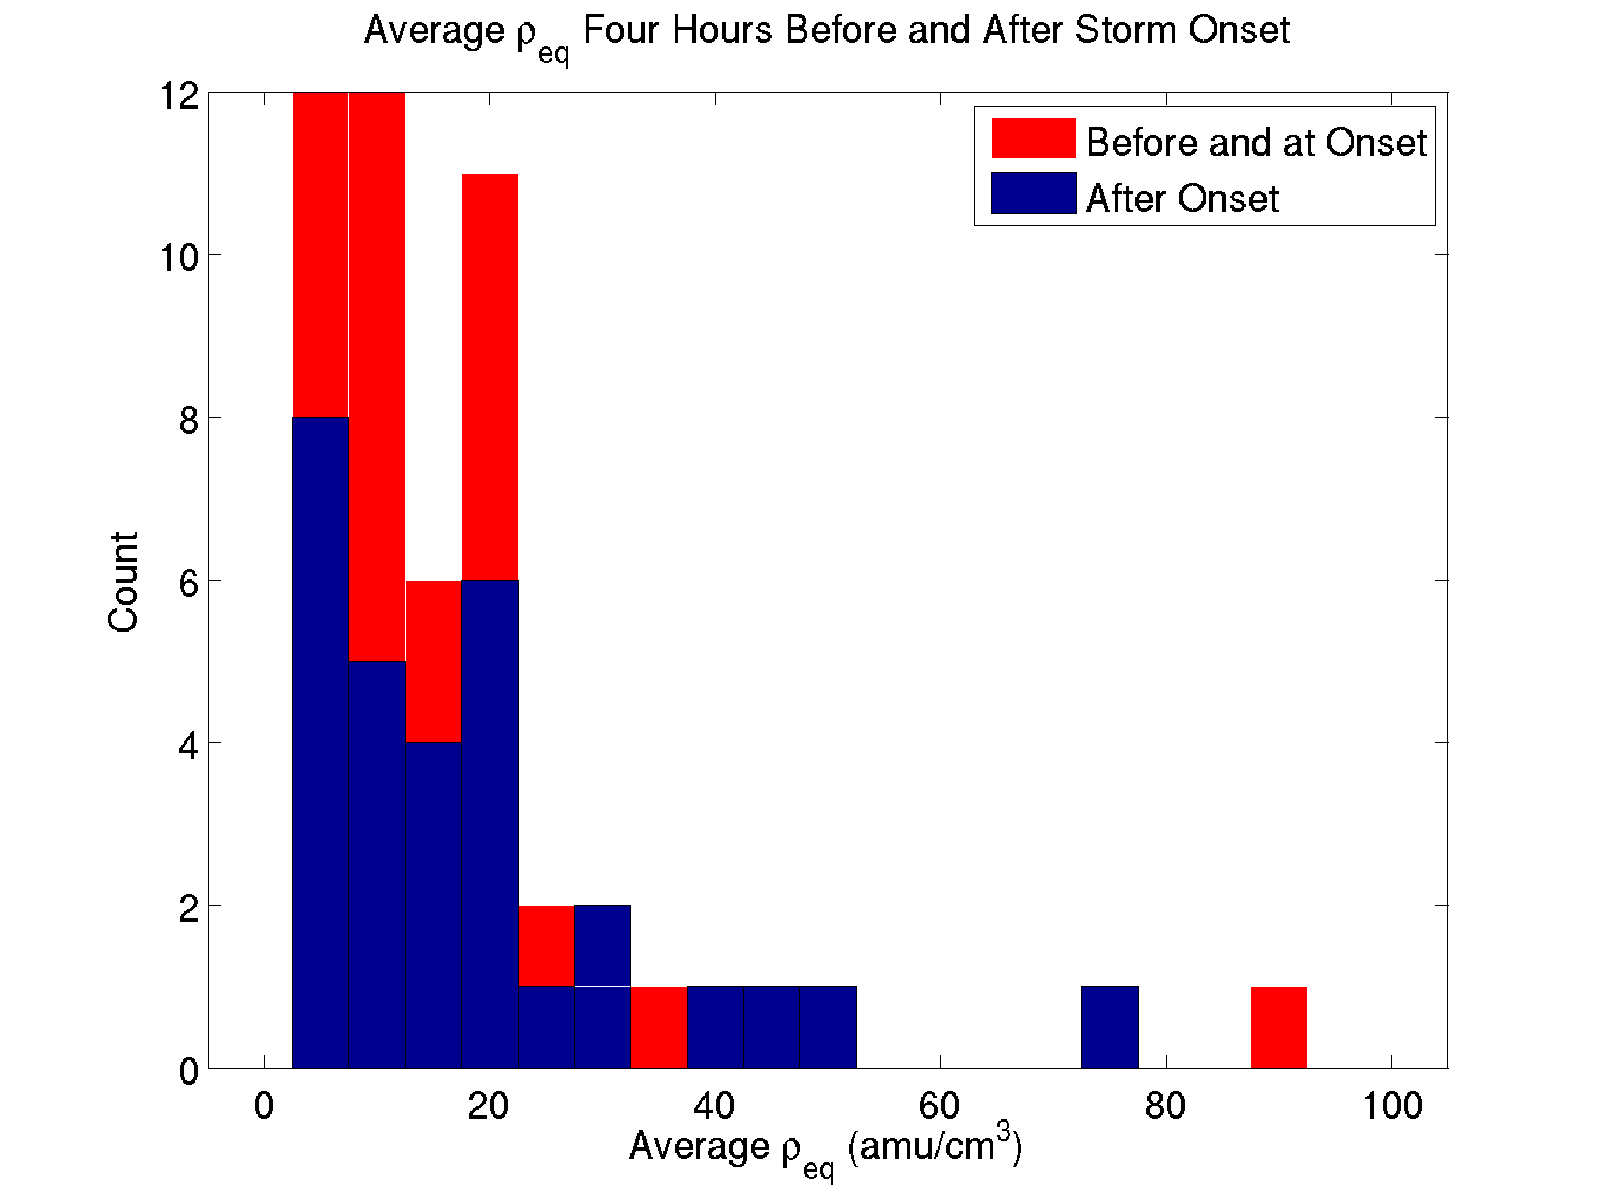 Average ρeq Four Hours Before and After Storm Onset
12
10
8
6
4
2
0
Count
Before and at Onset
After Onset
0 20 40 60 80 100
Average ρeq (amu/cm³)